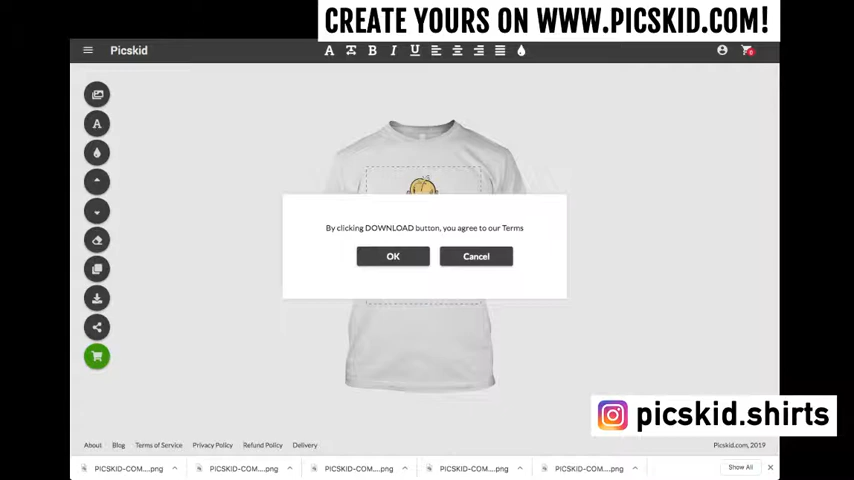 CREATE YOURS ON WWW.PICSKID.COM!
Picskid
A T B I U
0
A
By clicking DOWNLOAD button, you agree to our Terms
OK Cancel
picskid.shirts
About Blog Terms of Service Privacy Policy Refund Policy Delivery Picskid.com, 2019
PICSKID-COM....png PICSKID-COM....png PICSKID-COM....png PICSKID-COM....png PICSKID-COM....png Show All